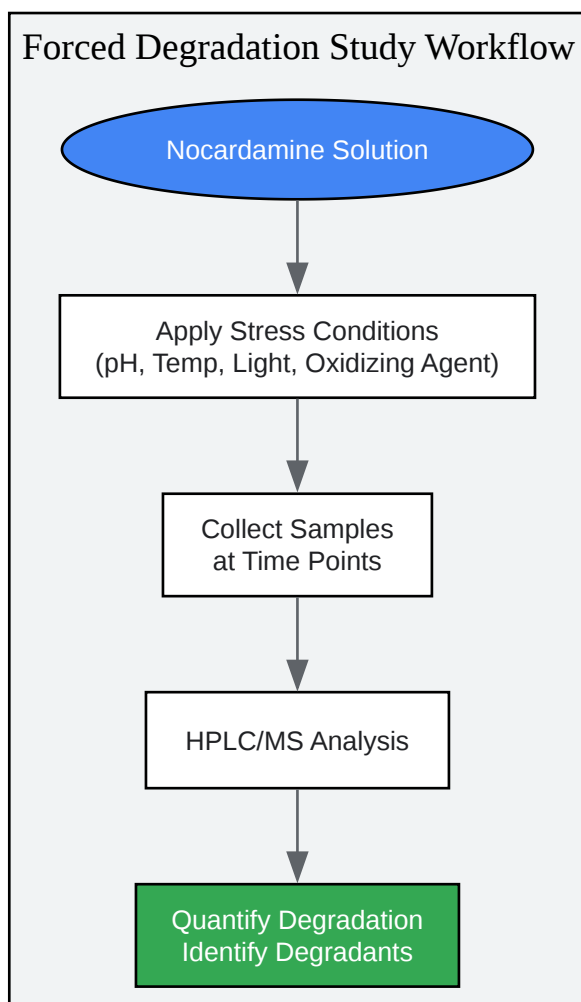 Forced Degradation Study Workflow
Nocardamine Solution
Apply Stress Conditions
(pH, Temp, Light, Oxidizing Agent)
Collect Samples
at Time Points
HPLC/MS Analysis
Quantify Degradation
Identify Degradants